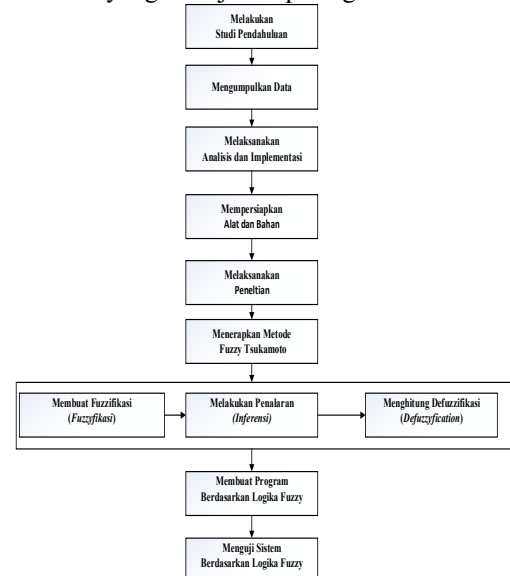 Melakukan
Studi Pendahuluan
Mengumpulkan Data
Melaksanakan
Analisis dan Implementasi
Mempersiapkan
Alat dan Bahan
Melaksanakan
Peneltian
Menerapkan Metode
Fuzzy Tsukamoto
Membuat Fuzzifikasi
(Fuzzyfikasi)
Melakukan Penalaran
(Inferensi)
Menghitung Defuzzifikasi
(Defuzzyfication)
Membuat Program
Berdasarkan Logika Fuzzy
Menguji Sistem
Berdasarkan Logika Fuzzy